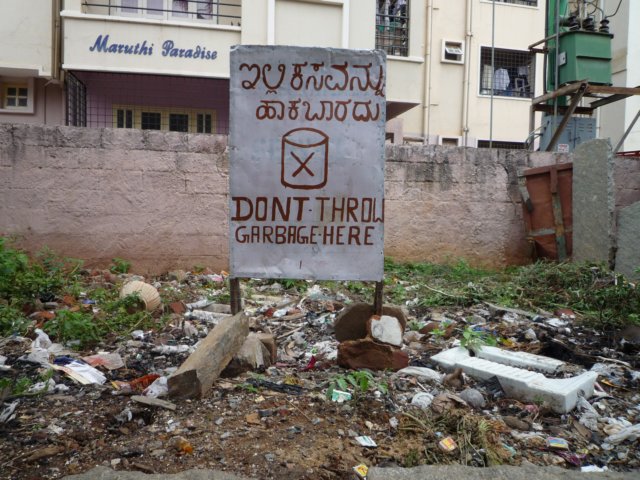 Maruthi Paradise
ಇಲ್ಲಿ ಕಸವನ್ನು
ಹಾಕಬಾರದು
DONT-THROW
GARBAGE-HERE